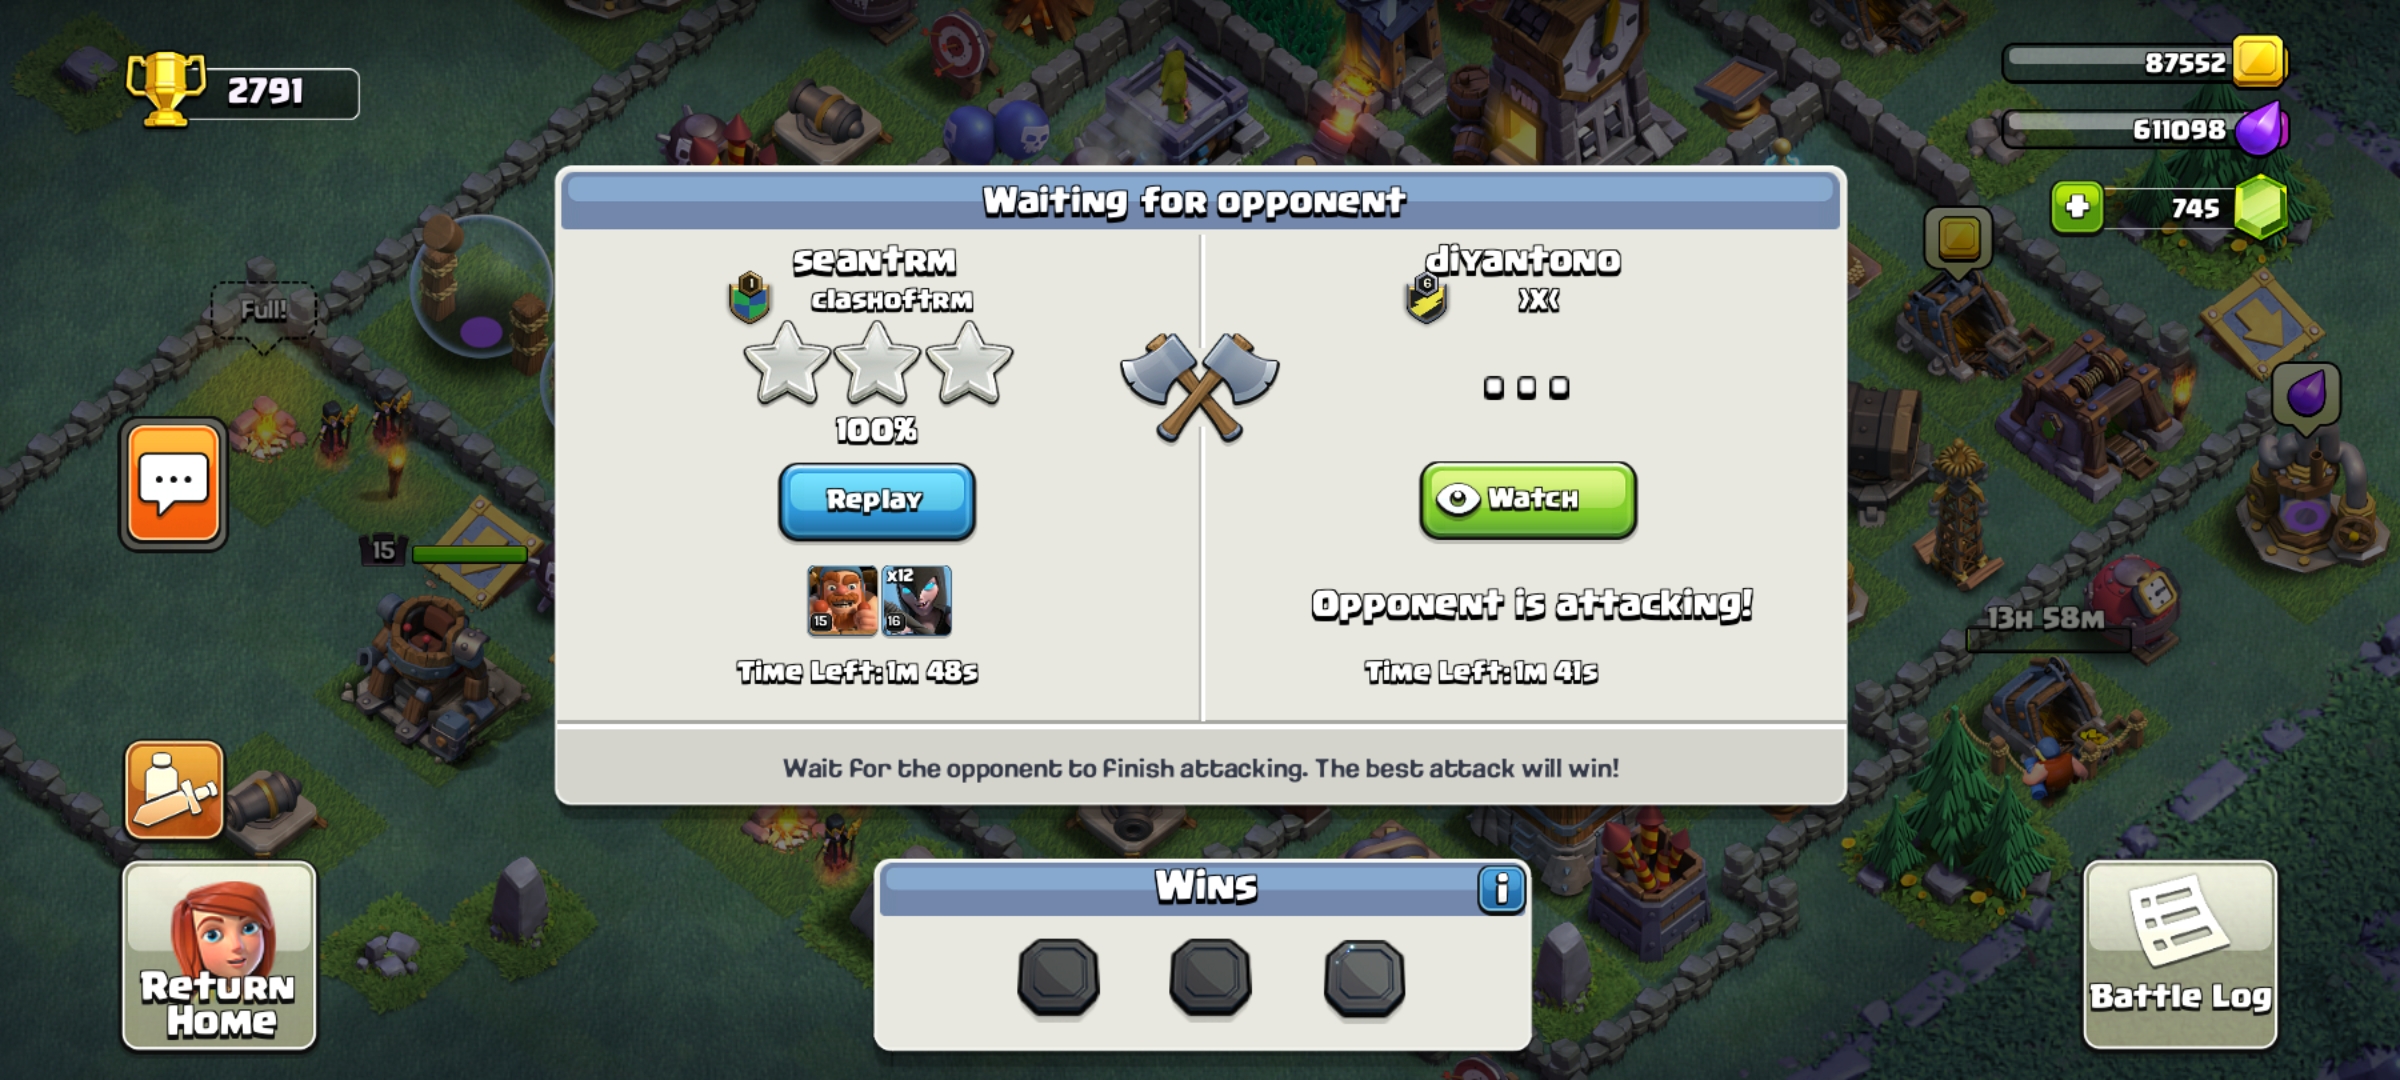 2791
87552
611098
745
Waiting for opponent
seantrm
1
clashoftrm
diyantono
6
}X{
Full!
100%
Replay
Watch
15
x12
15
16
Opponent is attacking!
Time Left:1m 48s
Time Left:1m 41s
13H 58M
Wait for the opponent to finish attacking. The best attack will win!
Wins
i
Return
Home
Battle Log